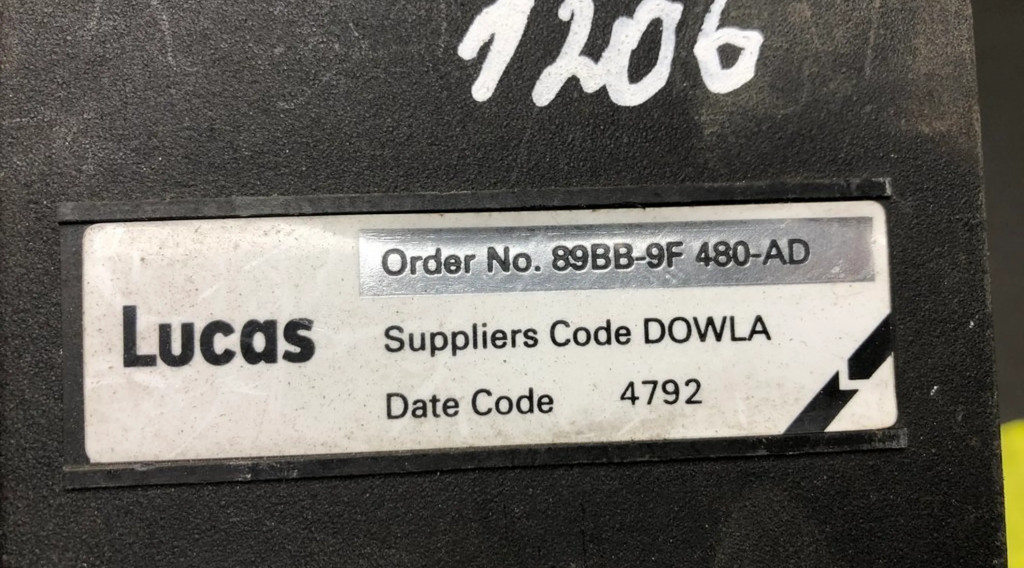 1206
Order No. 89BB-9F 480-AD
Lucas
Suppliers Code DOWLA
Date Code 4792